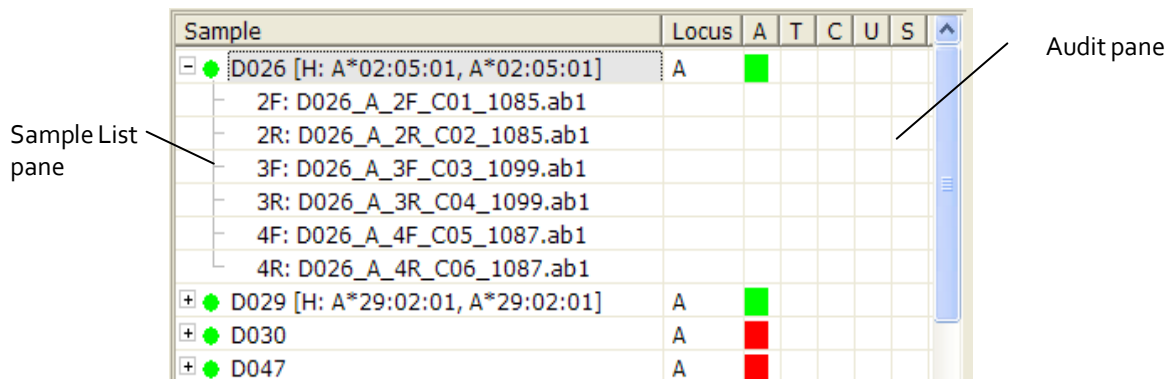 Sample Locus A T C U S
D026 [H: A*02:05:01, A*02:05:01] A
2F: D026_A_2F_C01_1085.ab1
2R: D026_A_2R_C02_1085.ab1
3F: D026_A_3F_C03_1099.ab1
3R: D026_A_3R_C04_1099.ab1
4F: D026_A_4F_C05_1087.ab1
4R: D026_A_4R_C06_1087.ab1
D029 [H: A*29:02:01, A*29:02:01] A
D030 A
D047 A
Sample List
pane
Audit pane